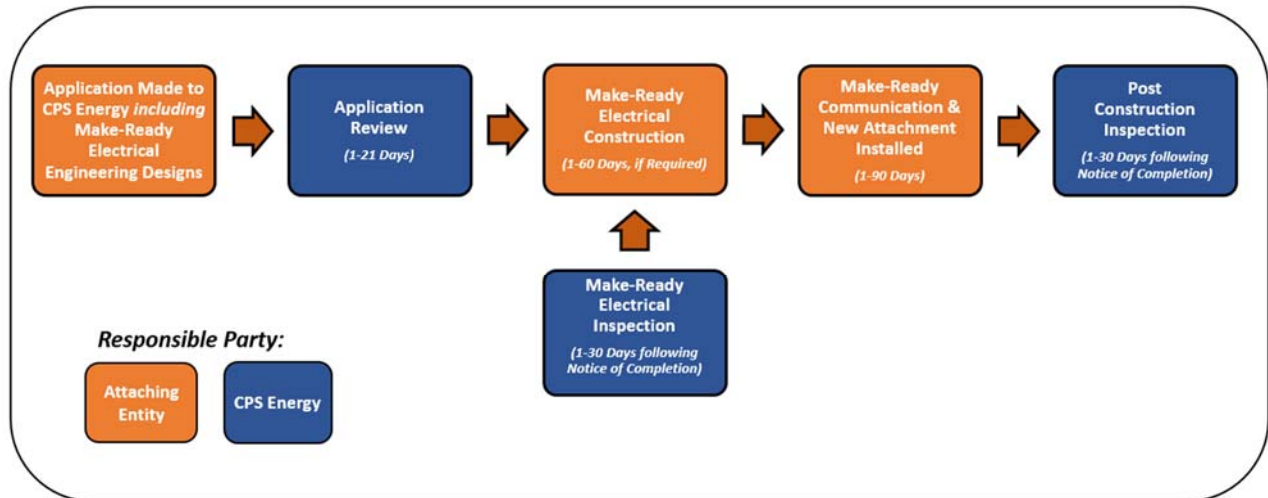 Application Made to
CPS Energy including
Make-Ready
Electrical
Engineering Designs
Application
Review
(1-21 Days)
Make-Ready
Electrical
Construction
(1-60 Days, if Required)
Make-Ready
Communication &
New Attachment
Installed
(1-90 Days)
Post
Construction
Inspection
(1-30 Days following
Notice of Completion)
Make-Ready
Electrical
Inspection
(1-30 Days following
Notice of Completion)
Responsible Party:
Attaching
Entity
CPS Energy